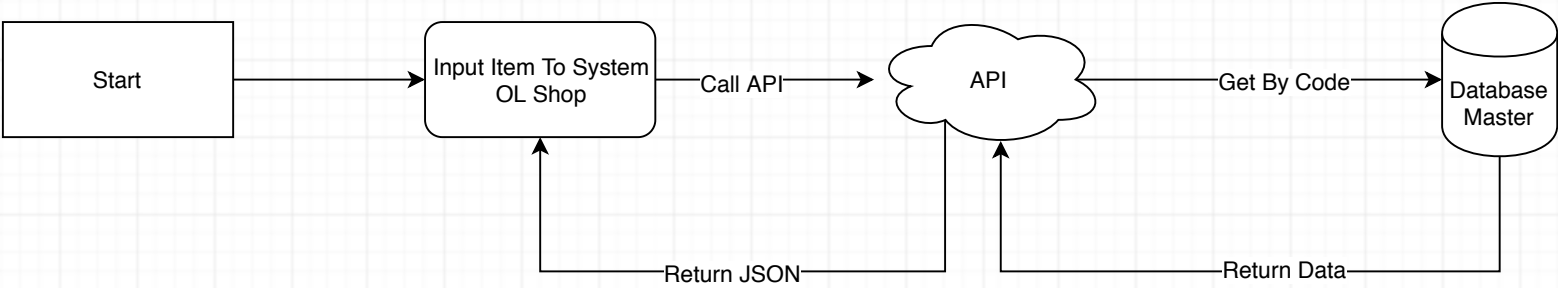 Start
Input Item To System
OL Shop
Call API
API
Get By Code
Database
Master
Return JSON
Return Data